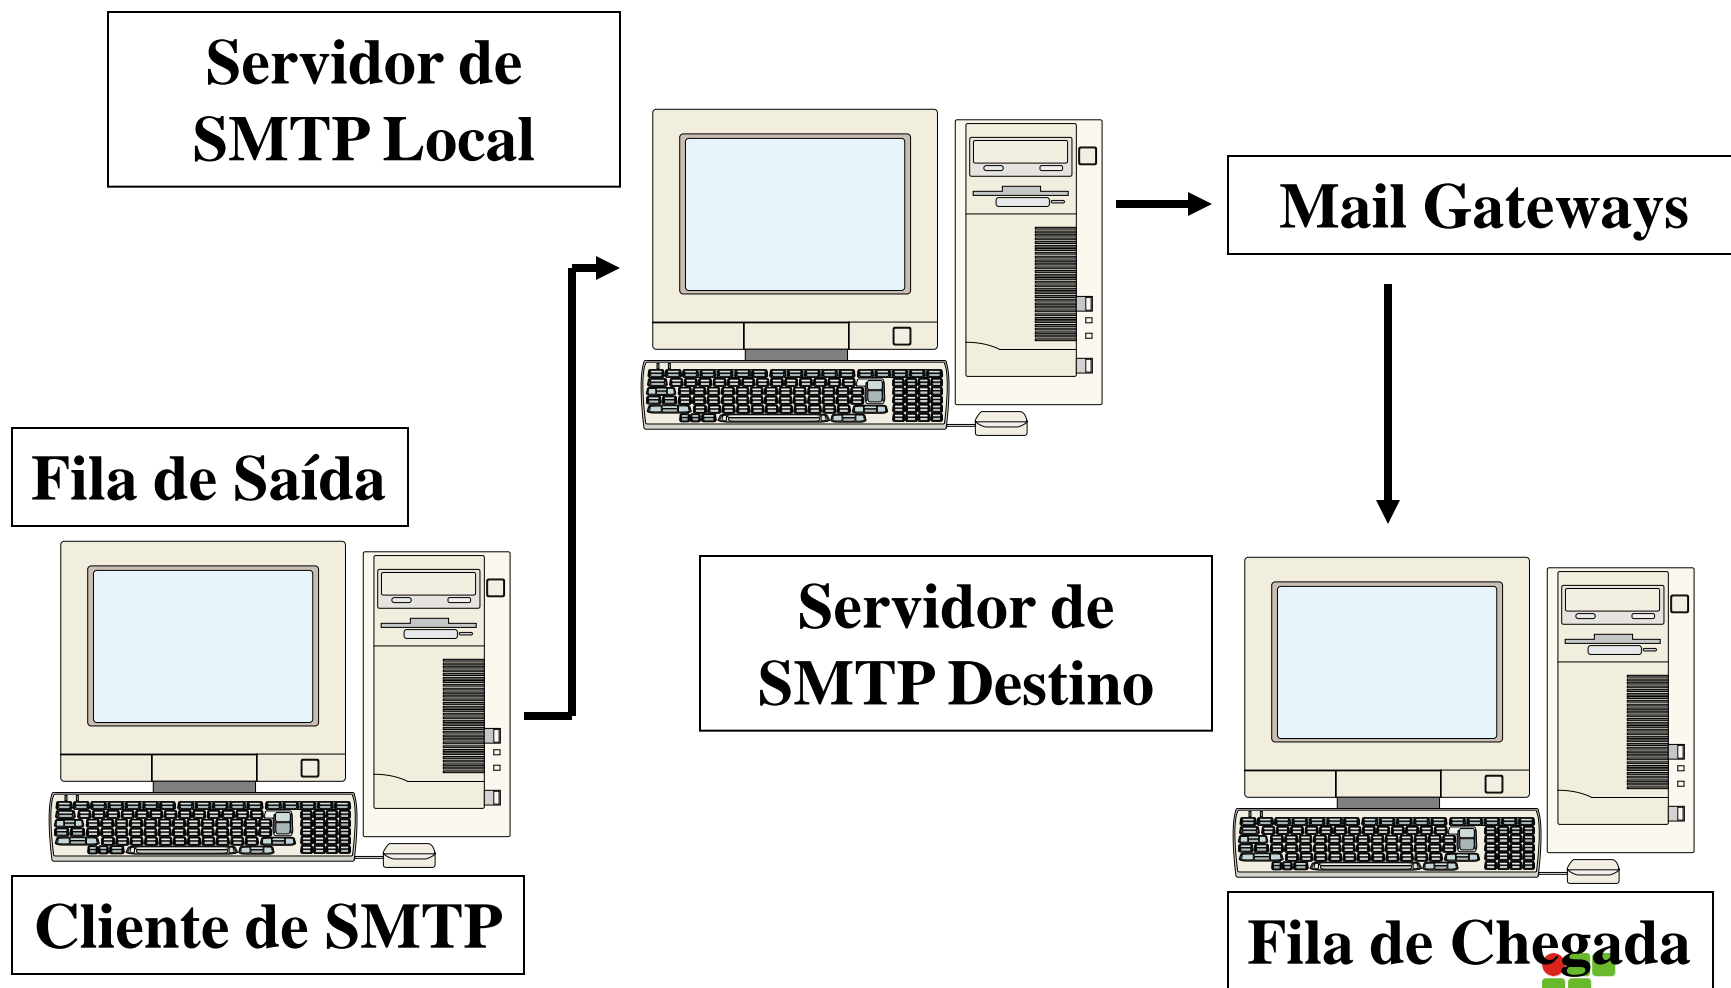 Servidor de
SMTP Local
Mail Gateways
Fila de Saída
Servidor de
SMTP Destino
Cliente de SMTP
Fila de Chegada